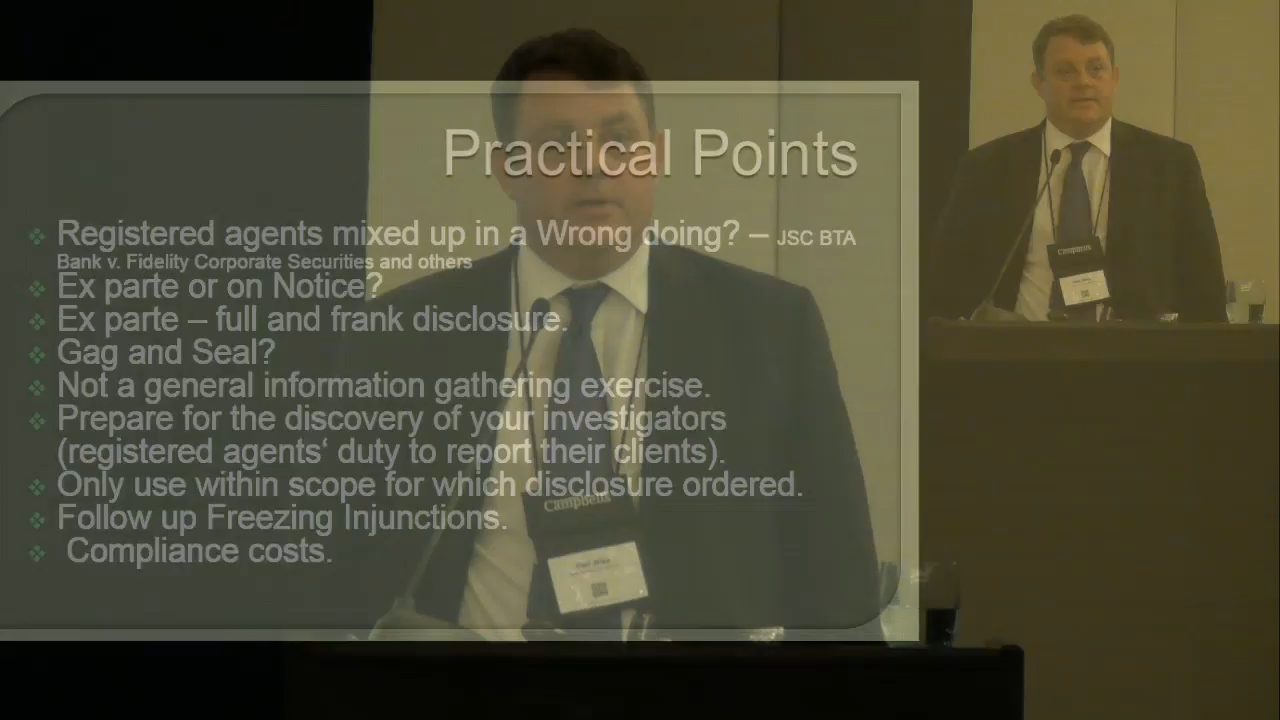 Practical Points
❖ Registered agents mixed up in a Wrong doing? – JSC BTA
Bank v. Fidelity Corporate Securities and others
❖ Ex parte or on Notice?
❖ Ex parte – full and frank disclosure.
❖ Gag and Seal?
❖ Not a general information gathering exercise.
❖ Prepare for the discovery of your investigators
(registered agents‘ duty to report their clients).
❖ Only use within scope for which disclosure ordered.
❖ Follow up Freezing Injunctions.
❖ Compliance costs.
Campbells
Campbells